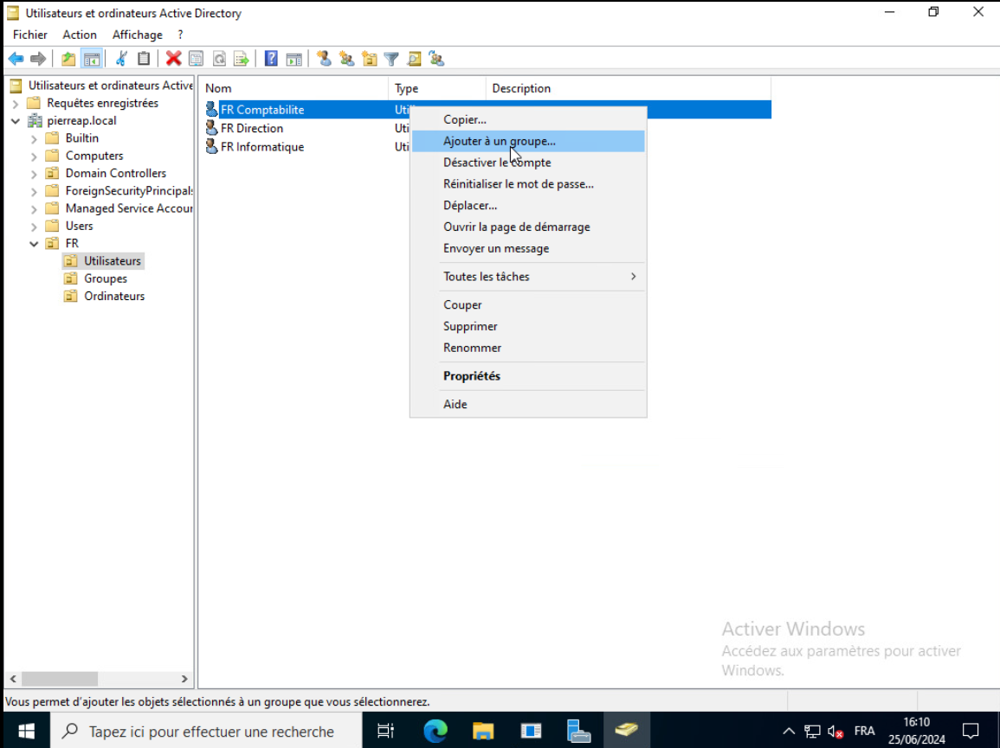 Utilisateurs et ordinateurs Active Directory
Fichier Action Affichage ?
Utilisateurs et ordinateurs Active
Requêtes enregistrées
pierreap.local
Builtin
Computers
Domain Controllers
ForeignSecurityPrincipals
Managed Service Accour
Users
FR
Utilisateurs
Groupes
Ordinateurs
Nom Type Description
FR Comptabilite Uti
FR Direction Uti
FR Informatique Uti
Copier...
Ajouter à un groupe...
Désactiver le compte
Réinitialiser le mot de passe...
Déplacer...
Ouvrir la page de démarrage
Envoyer un message
Toutes les tâches
Couper
Supprimer
Renommer
Propriétés
Aide
Activer Windows
Accédez aux paramètres pour activer
Windows.
Vous permet d'ajouter les objets sélectionnés à un groupe que vous sélectionnerez.
Tapez ici pour effectuer une recherche
FRA
16:10
25/06/2024